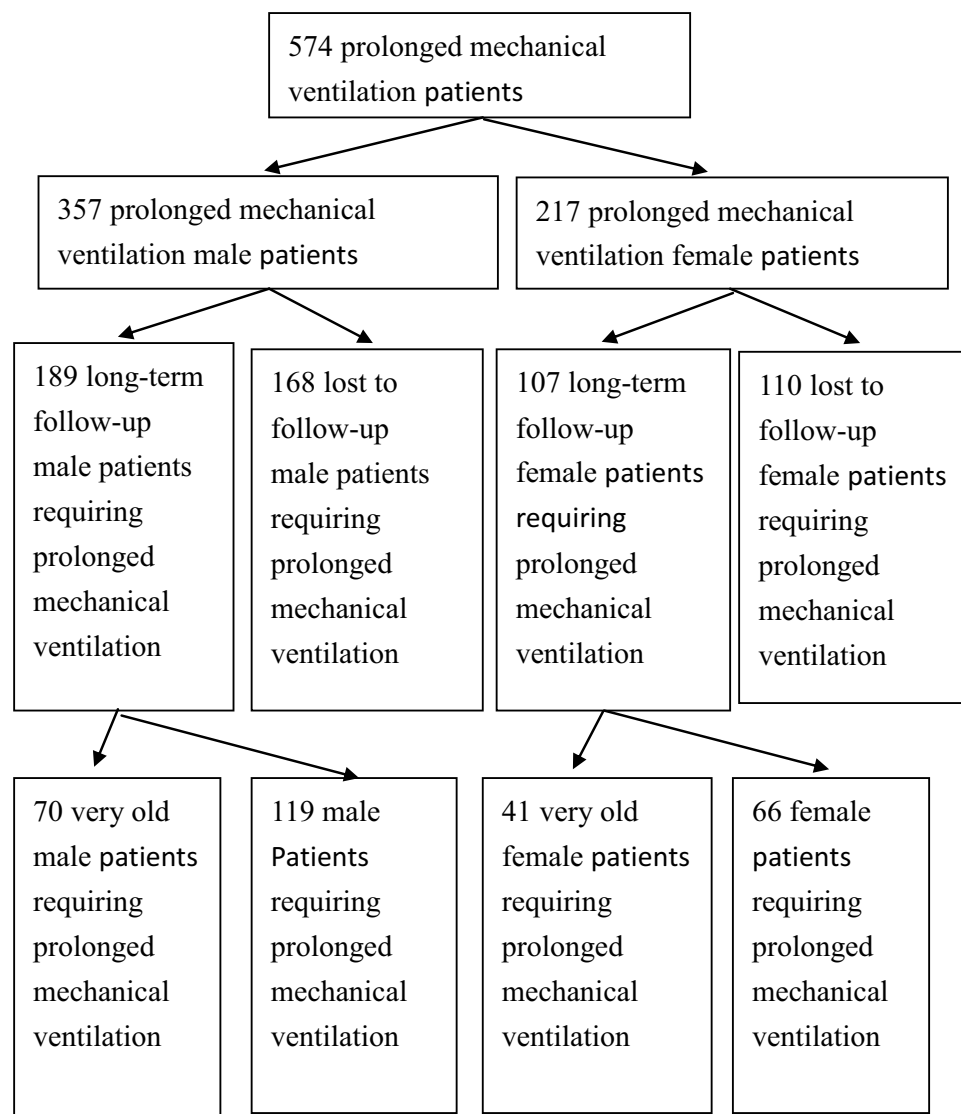 574 prolonged mechanical
ventilation patients
357 prolonged mechanical
ventilation male patients
217 prolonged mechanical
ventilation female patients
189 long-term
follow-up
male patients
requiring
prolonged
mechanical
ventilation
168 lost to
follow-up
male patients
requiring
prolonged
mechanical
ventilation
107 long-term
follow-up
female patients
requiring
prolonged
mechanical
ventilation
110 lost to
follow-up
female patients
requiring
prolonged
mechanical
ventilation
70 very old
male patients
requiring
prolonged
mechanical
ventilation
119 male
Patients
requiring
prolonged
mechanical
ventilation
41 very old
female patients
requiring
prolonged
mechanical
ventilation
66 female
patients
requiring
prolonged
mechanical
ventilation